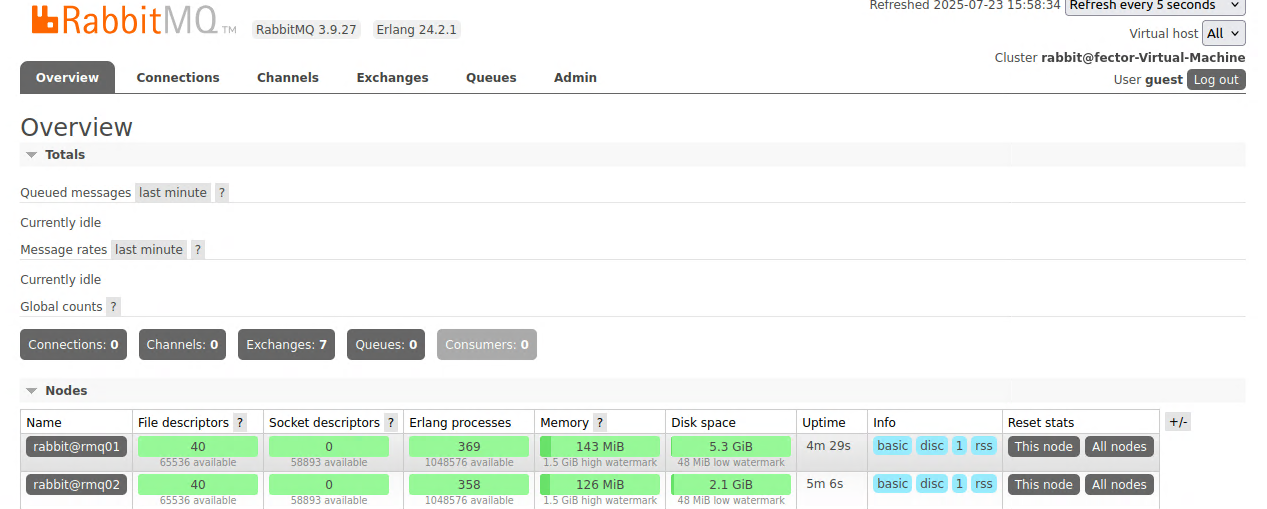 Refreshed 2025-07-23 15:58:34 Refresh every 5 seconds
RabbitMQ TM RabbitMQ 3.9.27 Erlang 24.2.1
Virtual host All
Cluster rabbit@fector-Virtual-Machine
User guest Log out
Overview Connections Channels Exchanges Queues Admin
Overview
Totals
Queued messages last minute ?
Currently idle
Message rates last minute ?
Currently idle
Global counts ?
Connections: 0 Channels: 0 Exchanges: 7 Queues: 0 Consumers: 0
Nodes
Name File descriptors ? Socket descriptors ? Erlang processes Memory ? Disk space Uptime Info Reset stats +/-
rabbit@rmq01 40 0 369 143 MiB 5.3 GiB 4m 29s basic disc 1 rss This node All nodes
65536 available 58893 available 1048576 available 1.5 GiB high watermark 48 MiB low watermark
rabbit@rmq02 40 0 358 126 MiB 2.1 GiB 5m 6s basic disc 1 rss This node All nodes
65536 available 58893 available 1048576 available 1.5 GiB high watermark 48 MiB low watermark